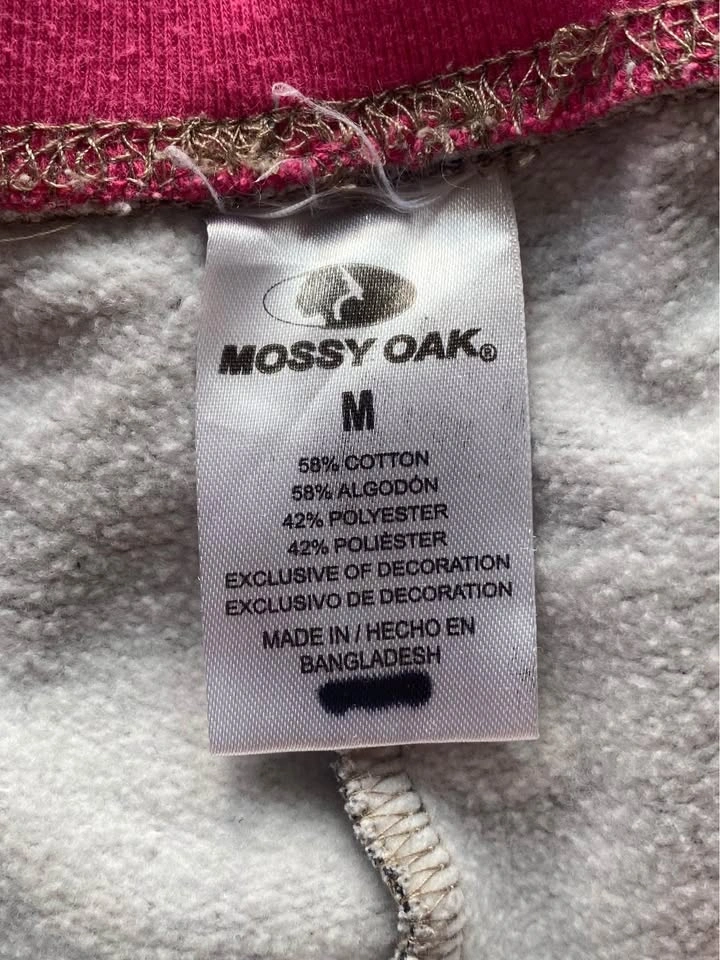 MOSSY OAK®
M
58% COTTON
58% ALGODÓN
42% POLYESTER
42% POLIÉSTER
EXCLUSIVE OF DECORATION
EXCLUSIVO DE DECORATION
MADE IN / HECHO EN
BANGLADESH